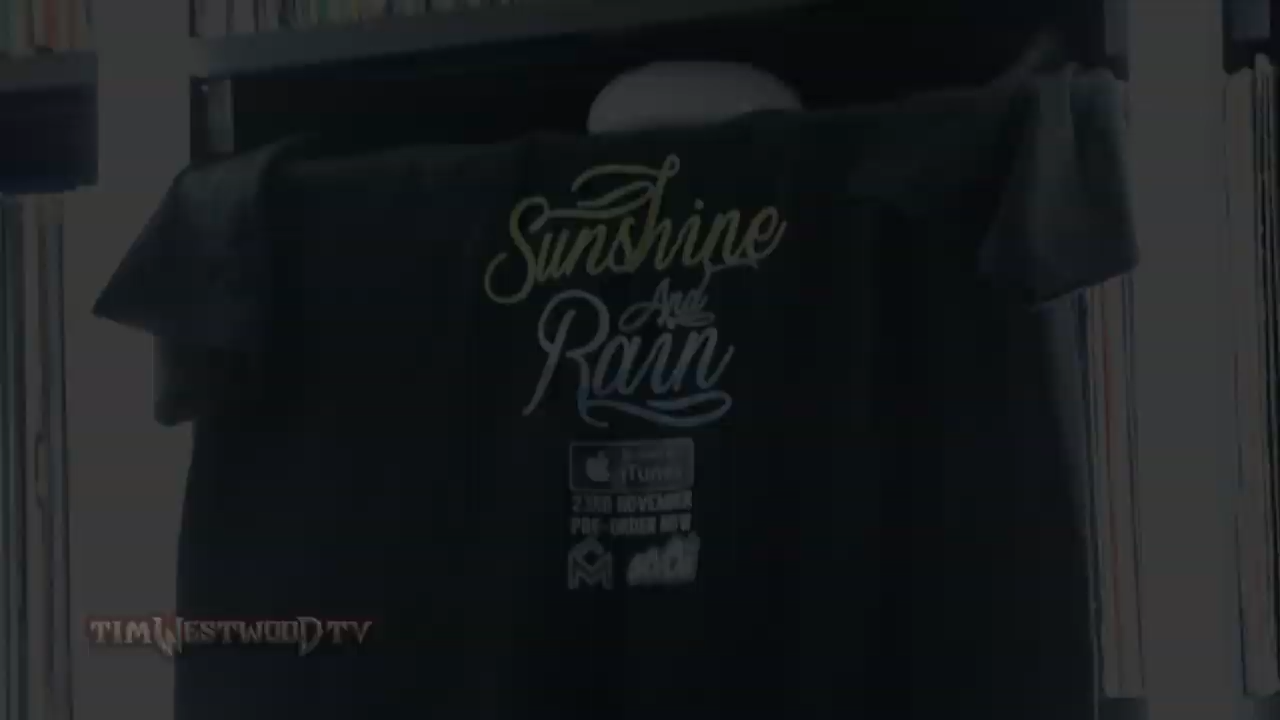 Sunshine
And
Rain
iTunes
23RD NOVEMBER
PRE-ORDER NOW
TIMWESTWOODTV